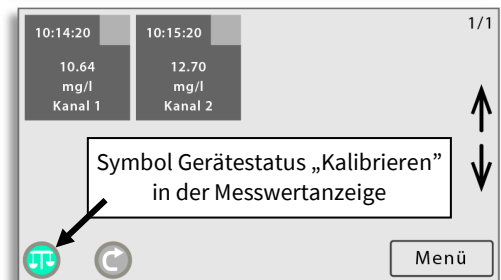 1/1
10:14:20
10.64
mg/l
Kanal 1
10:15:20
12.70
mg/l
Kanal 2
Symbol Gerätestatus „Kalibrieren”
in der Messwertanzeige
Menü